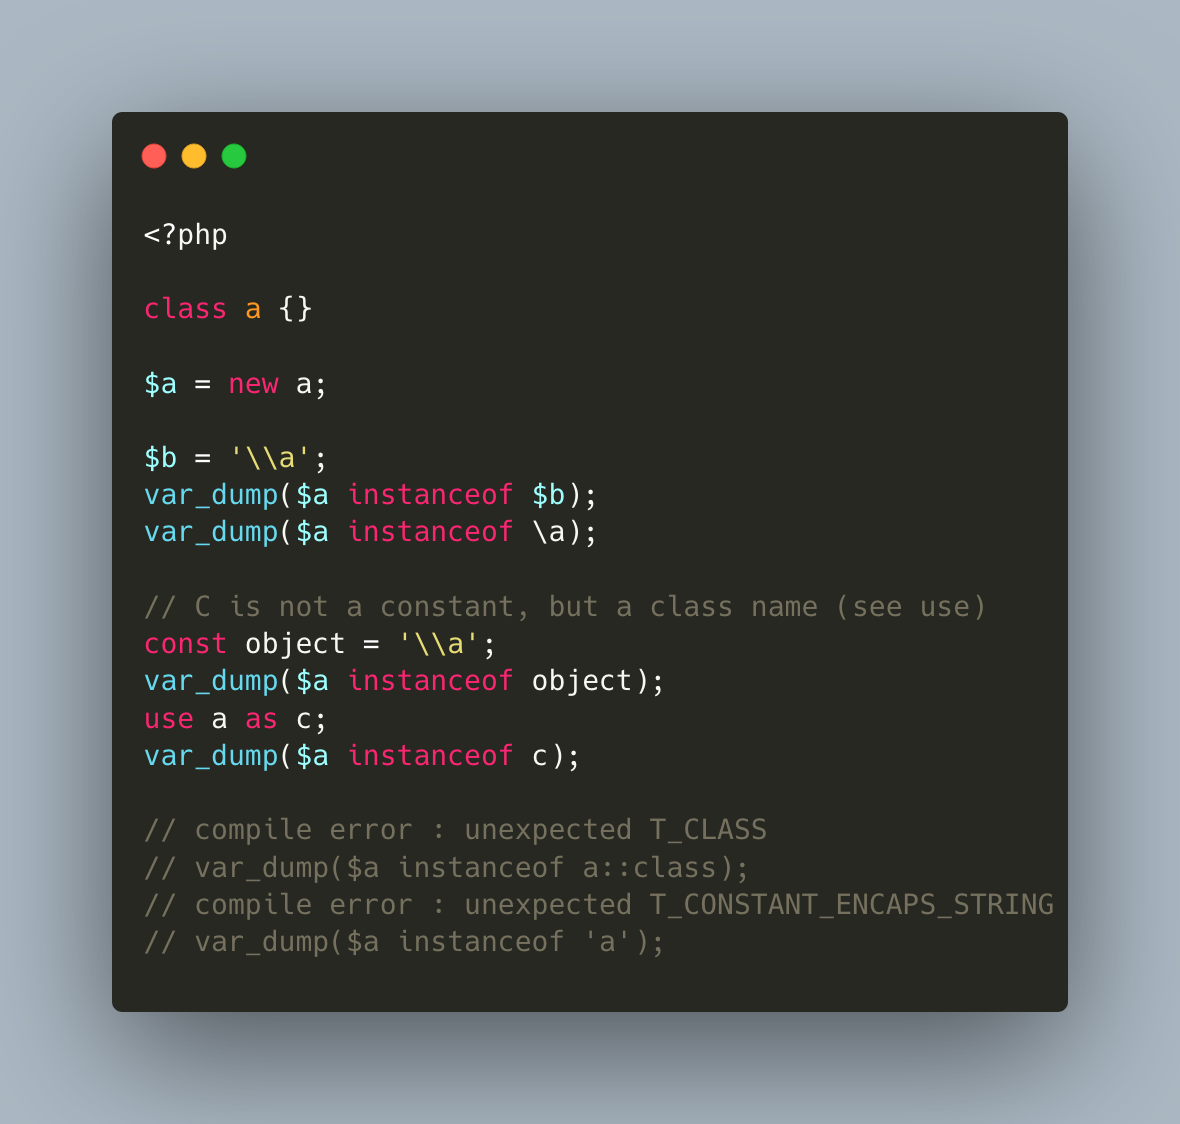 <?php
class a {}
$a = new a;
$b = '\\a';
var_dump($a instanceof $b);
var_dump($a instanceof \a);
// C is not a constant, but a class name (see use)
const object = '\\a';
var_dump($a instanceof object);
use a as c;
var_dump($a instanceof c);
// compile error : unexpected T_CLASS
// var_dump($a instanceof a::class);
// compile error : unexpected T_CONSTANT_ENCAPS_STRING
// var_dump($a instanceof 'a');